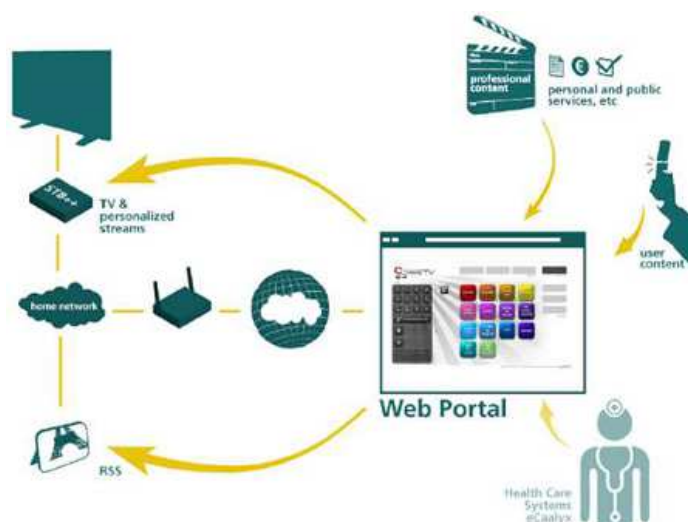 professional
content
personal and public
services, etc
STB++
TV &
personalized
streams
user
content
home network
Web Portal
RSS
Health Care
Systems
eCaalyx